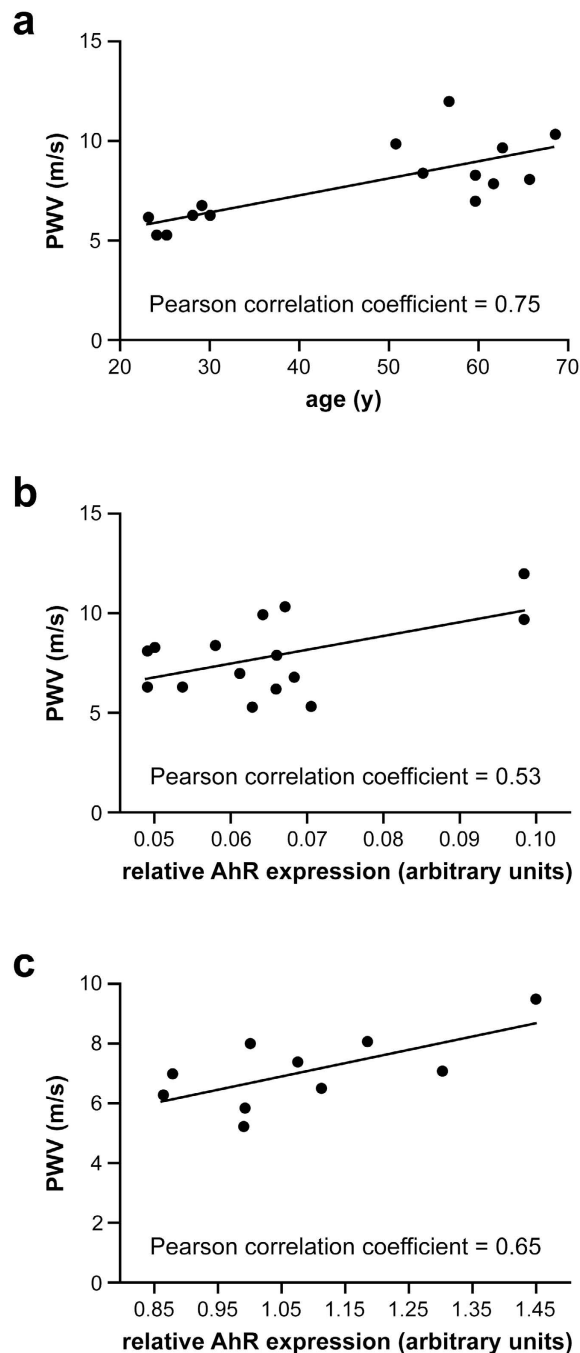 a
15
10
5
0
PWV (m/s)
Pearson correlation coefficient = 0.75
20 30 40 50 60 70
age (y)
b
15
10
5
0
PWV (m/s)
Pearson correlation coefficient = 0.53
0.05 0.06 0.07 0.08 0.09 0.10
relative AhR expression (arbitrary units)
c
10
8
6
4
2
0
PWV (m/s)
Pearson correlation coefficient = 0.65
0.85 0.95 1.05 1.15 1.25 1.35 1.45
relative AhR expression (arbitrary units)